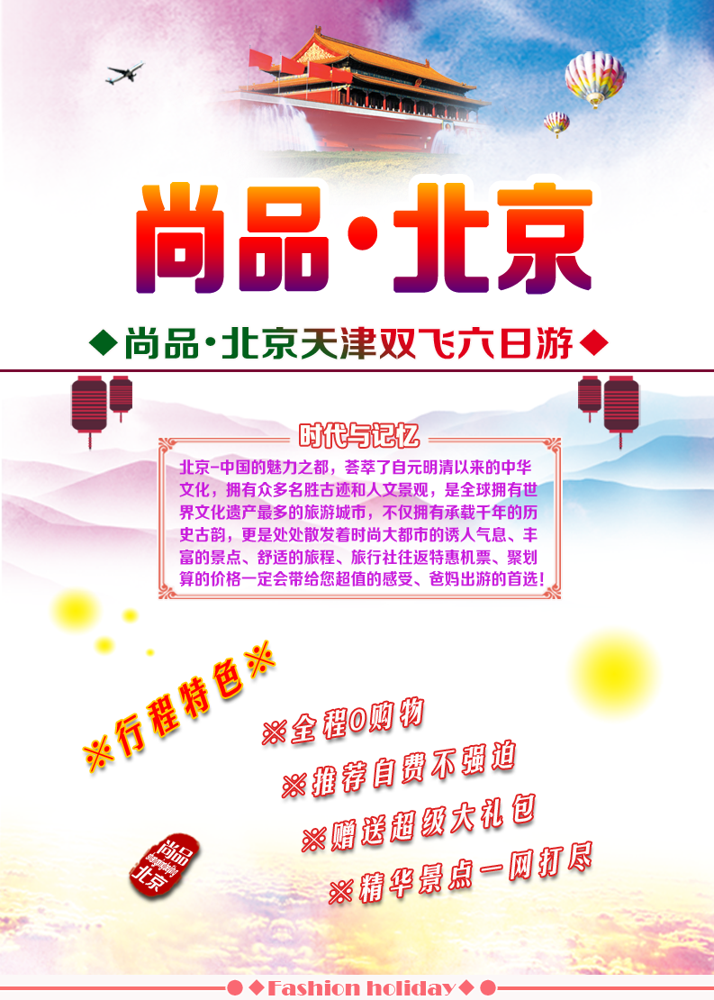 尚品·北京
◆尚品·北京天津双飞六日游◆
时代与记忆
北京-中国的魅力之都，荟萃了自元明清以来的中华
文化，拥有众多名胜古迹和人文景观，是全球拥有世
界文化遗产最多的旅游城市，不仅拥有承载千年的历
史古韵，更是处处散发着时尚大都市的诱人气息、丰
富的景点、舒适的旅程、旅行社往返特惠机票、聚划
算的价格一定会带给您超值的感受、爸妈出游的首选！
※行程特色※
※全程0购物
※推荐自费不强迫
※赠送超级大礼包
※精华景点一网打尽
尚品
北京
Fashion holiday